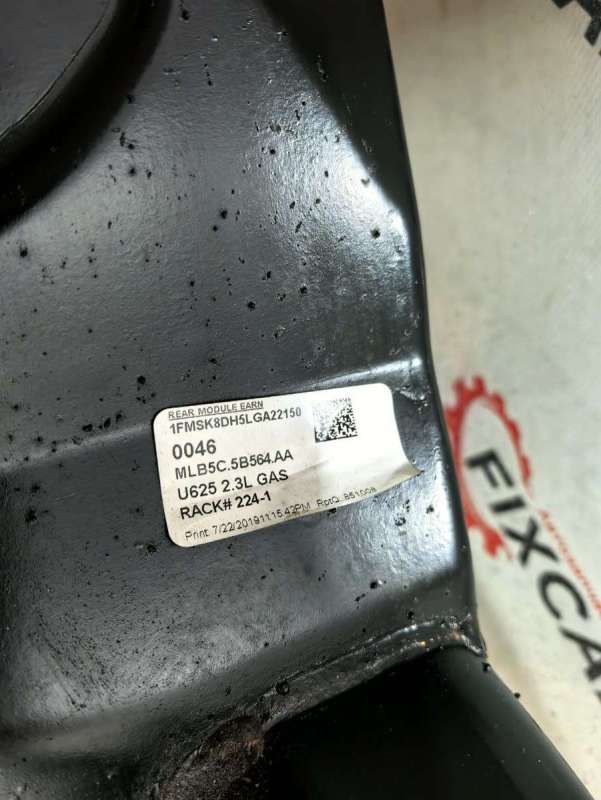 REAR MODULE EARN
1FMSK8DH5LGA22150
0046
MLB5C.5B564.AA
U625 2.3L GAS
RACK# 224-1
Print: 7/22/2019 11:15:42PM RptQ_851009
FIXCA